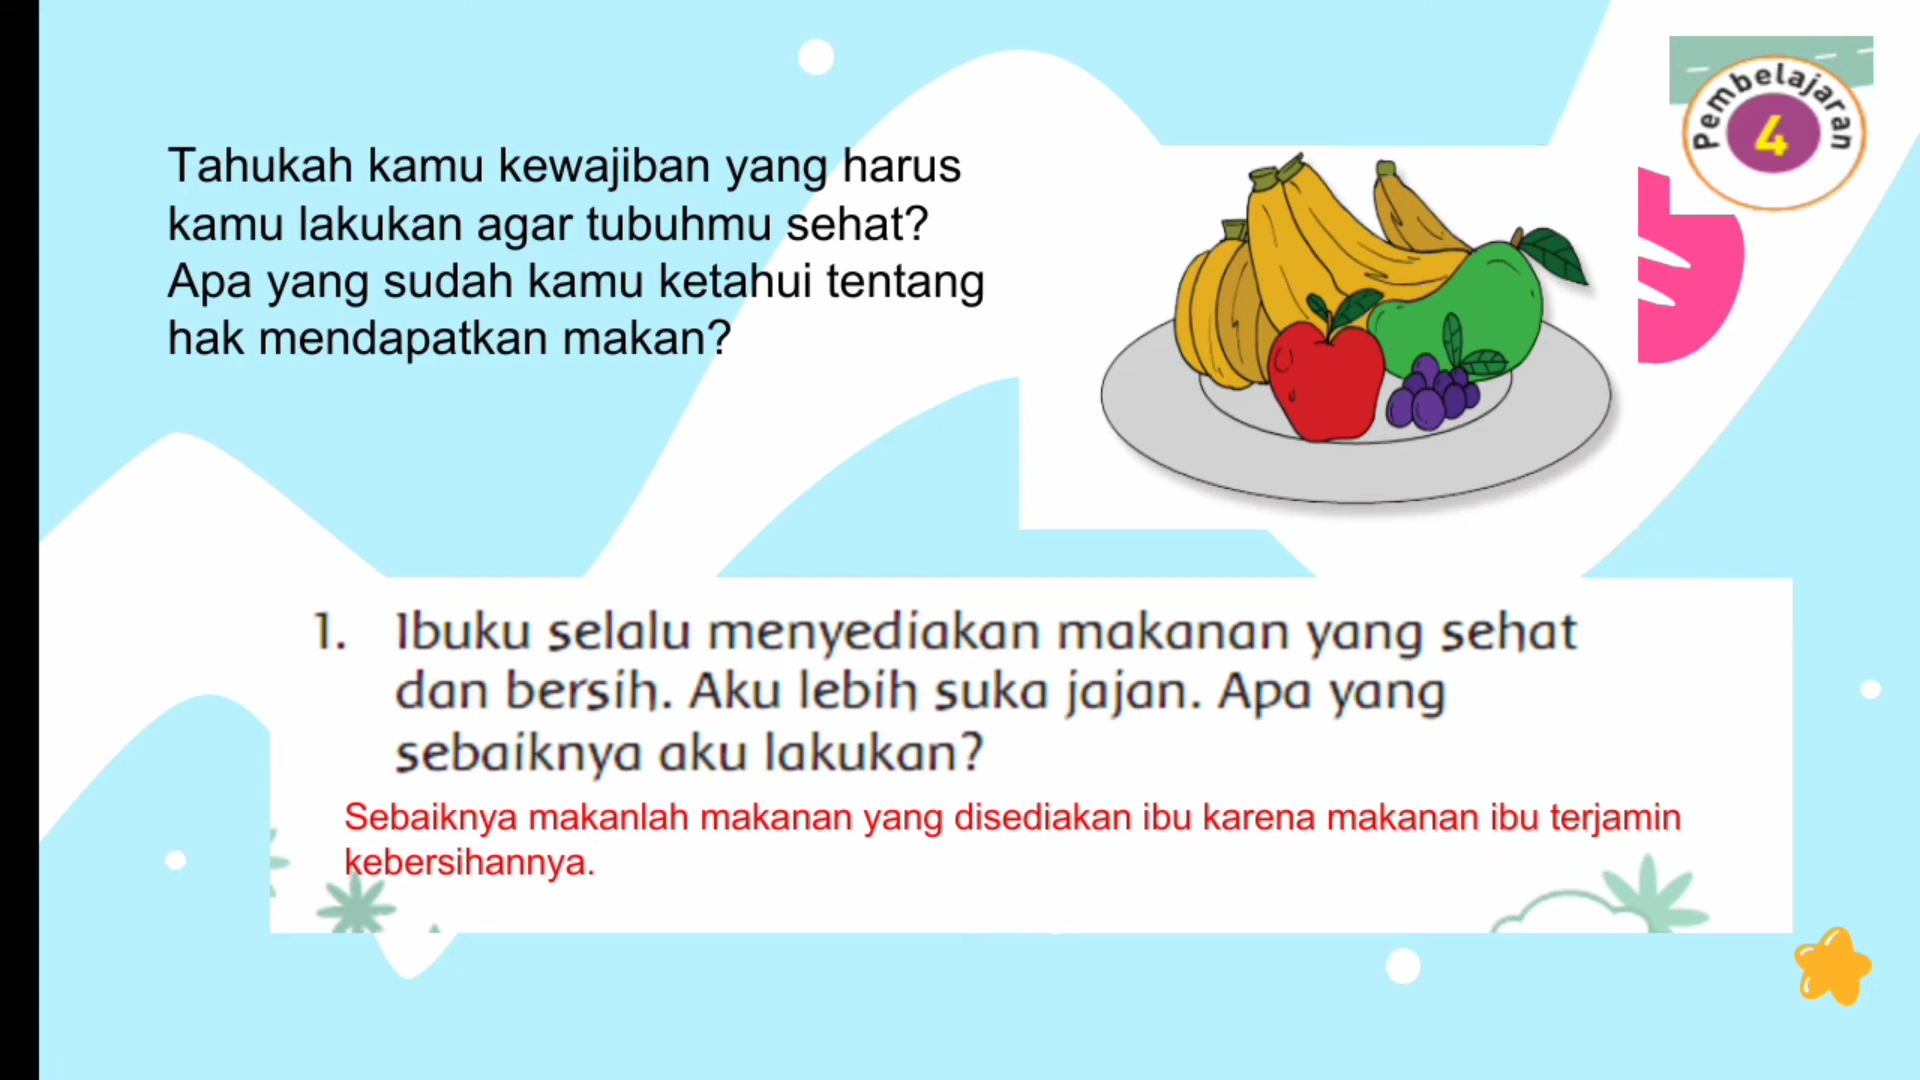 Pembelajaran
4
Tahukah kamu kewajiban yang harus
kamu lakukan agar tubuhmu sehat?
Apa yang sudah kamu ketahui tentang
hak mendapatkan makan?
1. Ibuku selalu menyediakan makanan yang sehat
dan bersih. Aku lebih suka jajan. Apa yang
sebaiknya aku lakukan?
Sebaiknya makanlah makanan yang disediakan ibu karena makanan ibu terjamin
kebersihannya.